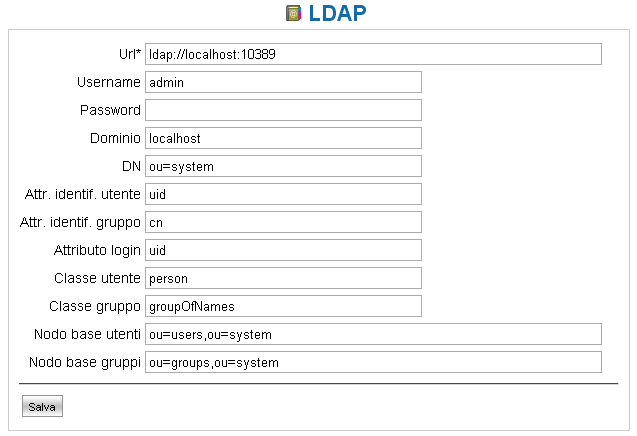 LDAP
Url* ldap://localhost:10389
Username admin
Password
Dominio localhost
DN ou=system
Attr. identif. utente uid
Attr. identif. gruppo cn
Attributo login uid
Classe utente person
Classe gruppo groupOfNames
Nodo base utenti ou=users,ou=system
Nodo base gruppi ou=groups,ou=system
Salva